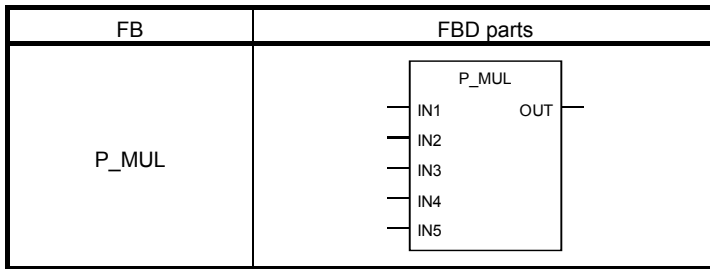 FB FBD parts
P_MUL
P_MUL
IN1 OUT
IN2
IN3
IN4
IN5